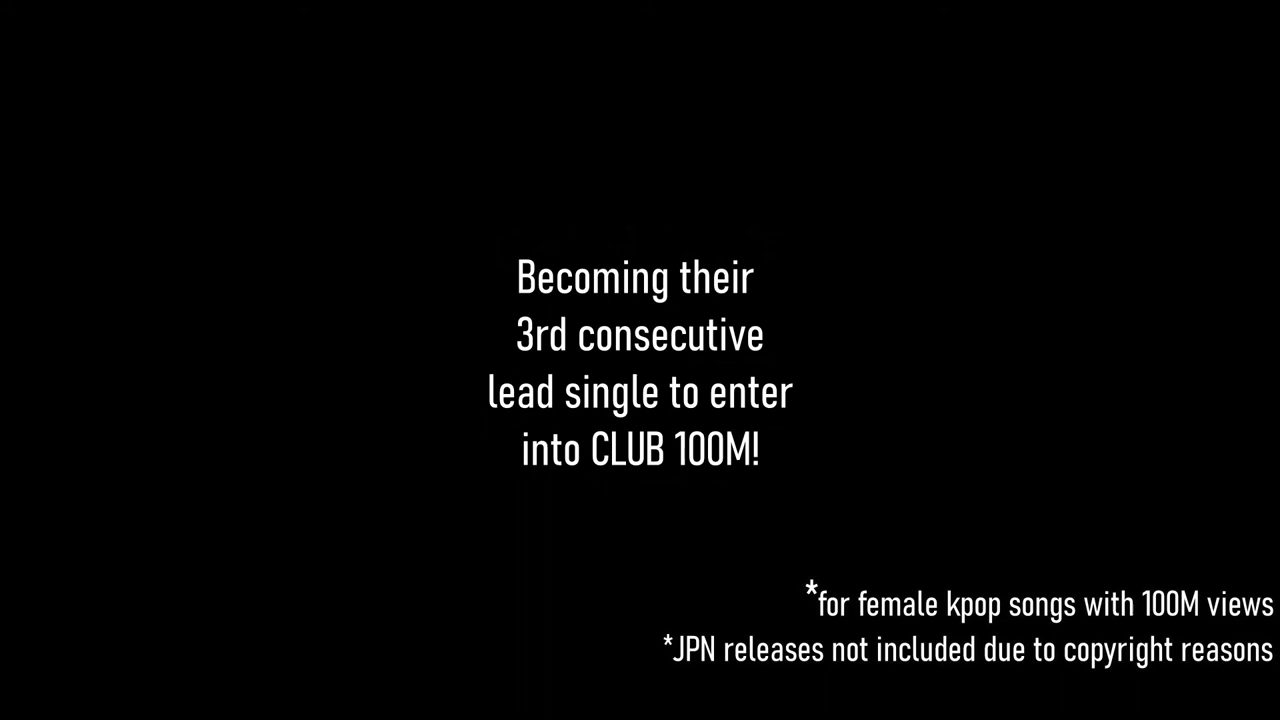 Becoming their
3rd consecutive
lead single to enter
into CLUB 100M!
*for female kpop songs with 100M views
*JPN releases not included due to copyright reasons